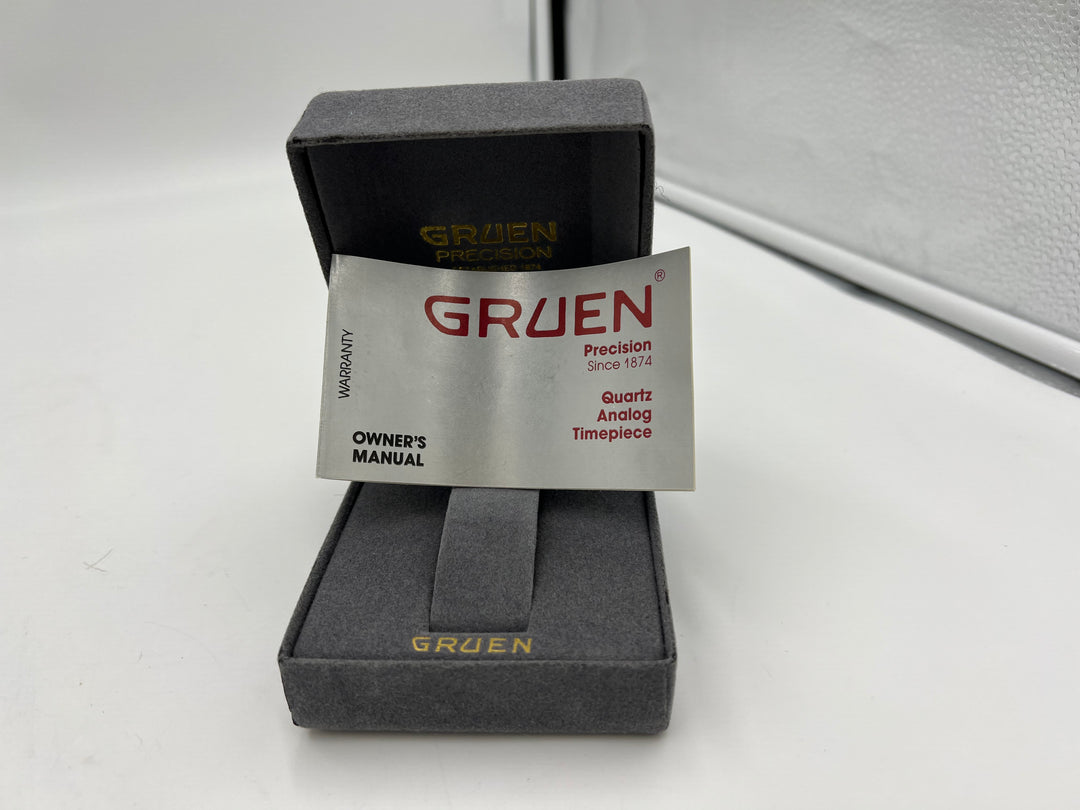 GRUEN
PRECISION
GRUEN®
Precision
Since 1874
Quartz
Analog
Timepiece
WARRANTY
OWNER'S
MANUAL
GRUEN